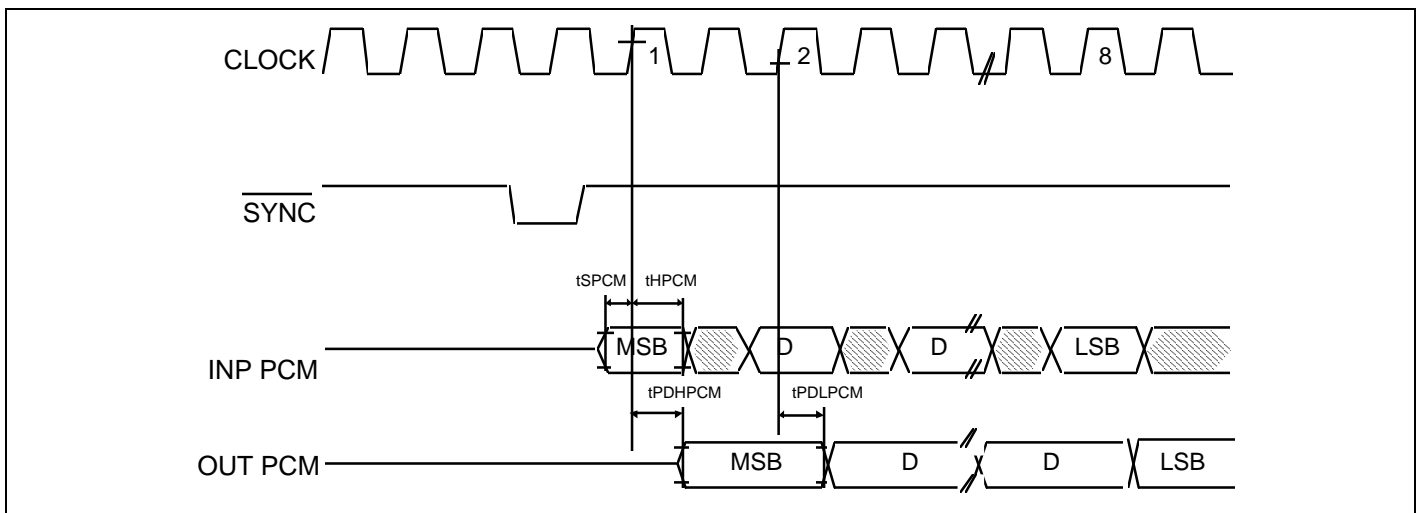 CLOCK 1 2 8
SYNC
tSPCM tHPCM
INP PCM MSB D D LSB
tPDHPCM tPDLPCM
OUT PCM MSB D D LSB